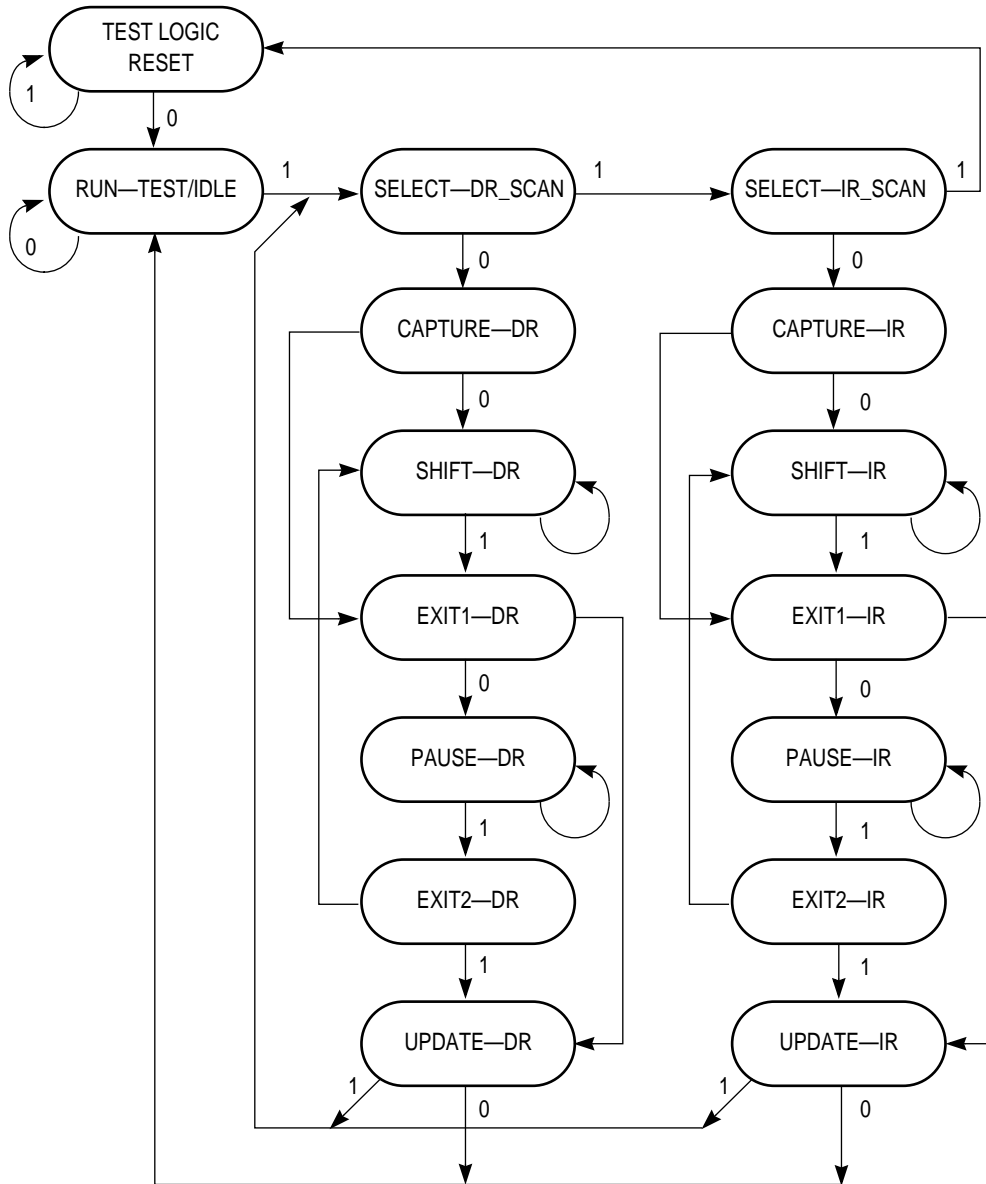 TEST LOGIC
RESET
1
0
RUN—TEST/IDLE
1
SELECT—DR_SCAN
1
SELECT—IR_SCAN
1
0
0
0
CAPTURE—DR
CAPTURE—IR
0
0
SHIFT—DR
SHIFT—IR
1
1
EXIT1—DR
EXIT1—IR
0
0
PAUSE—DR
PAUSE—IR
1
1
EXIT2—DR
EXIT2—IR
1
1
UPDATE—DR
UPDATE—IR
1
0
1
0